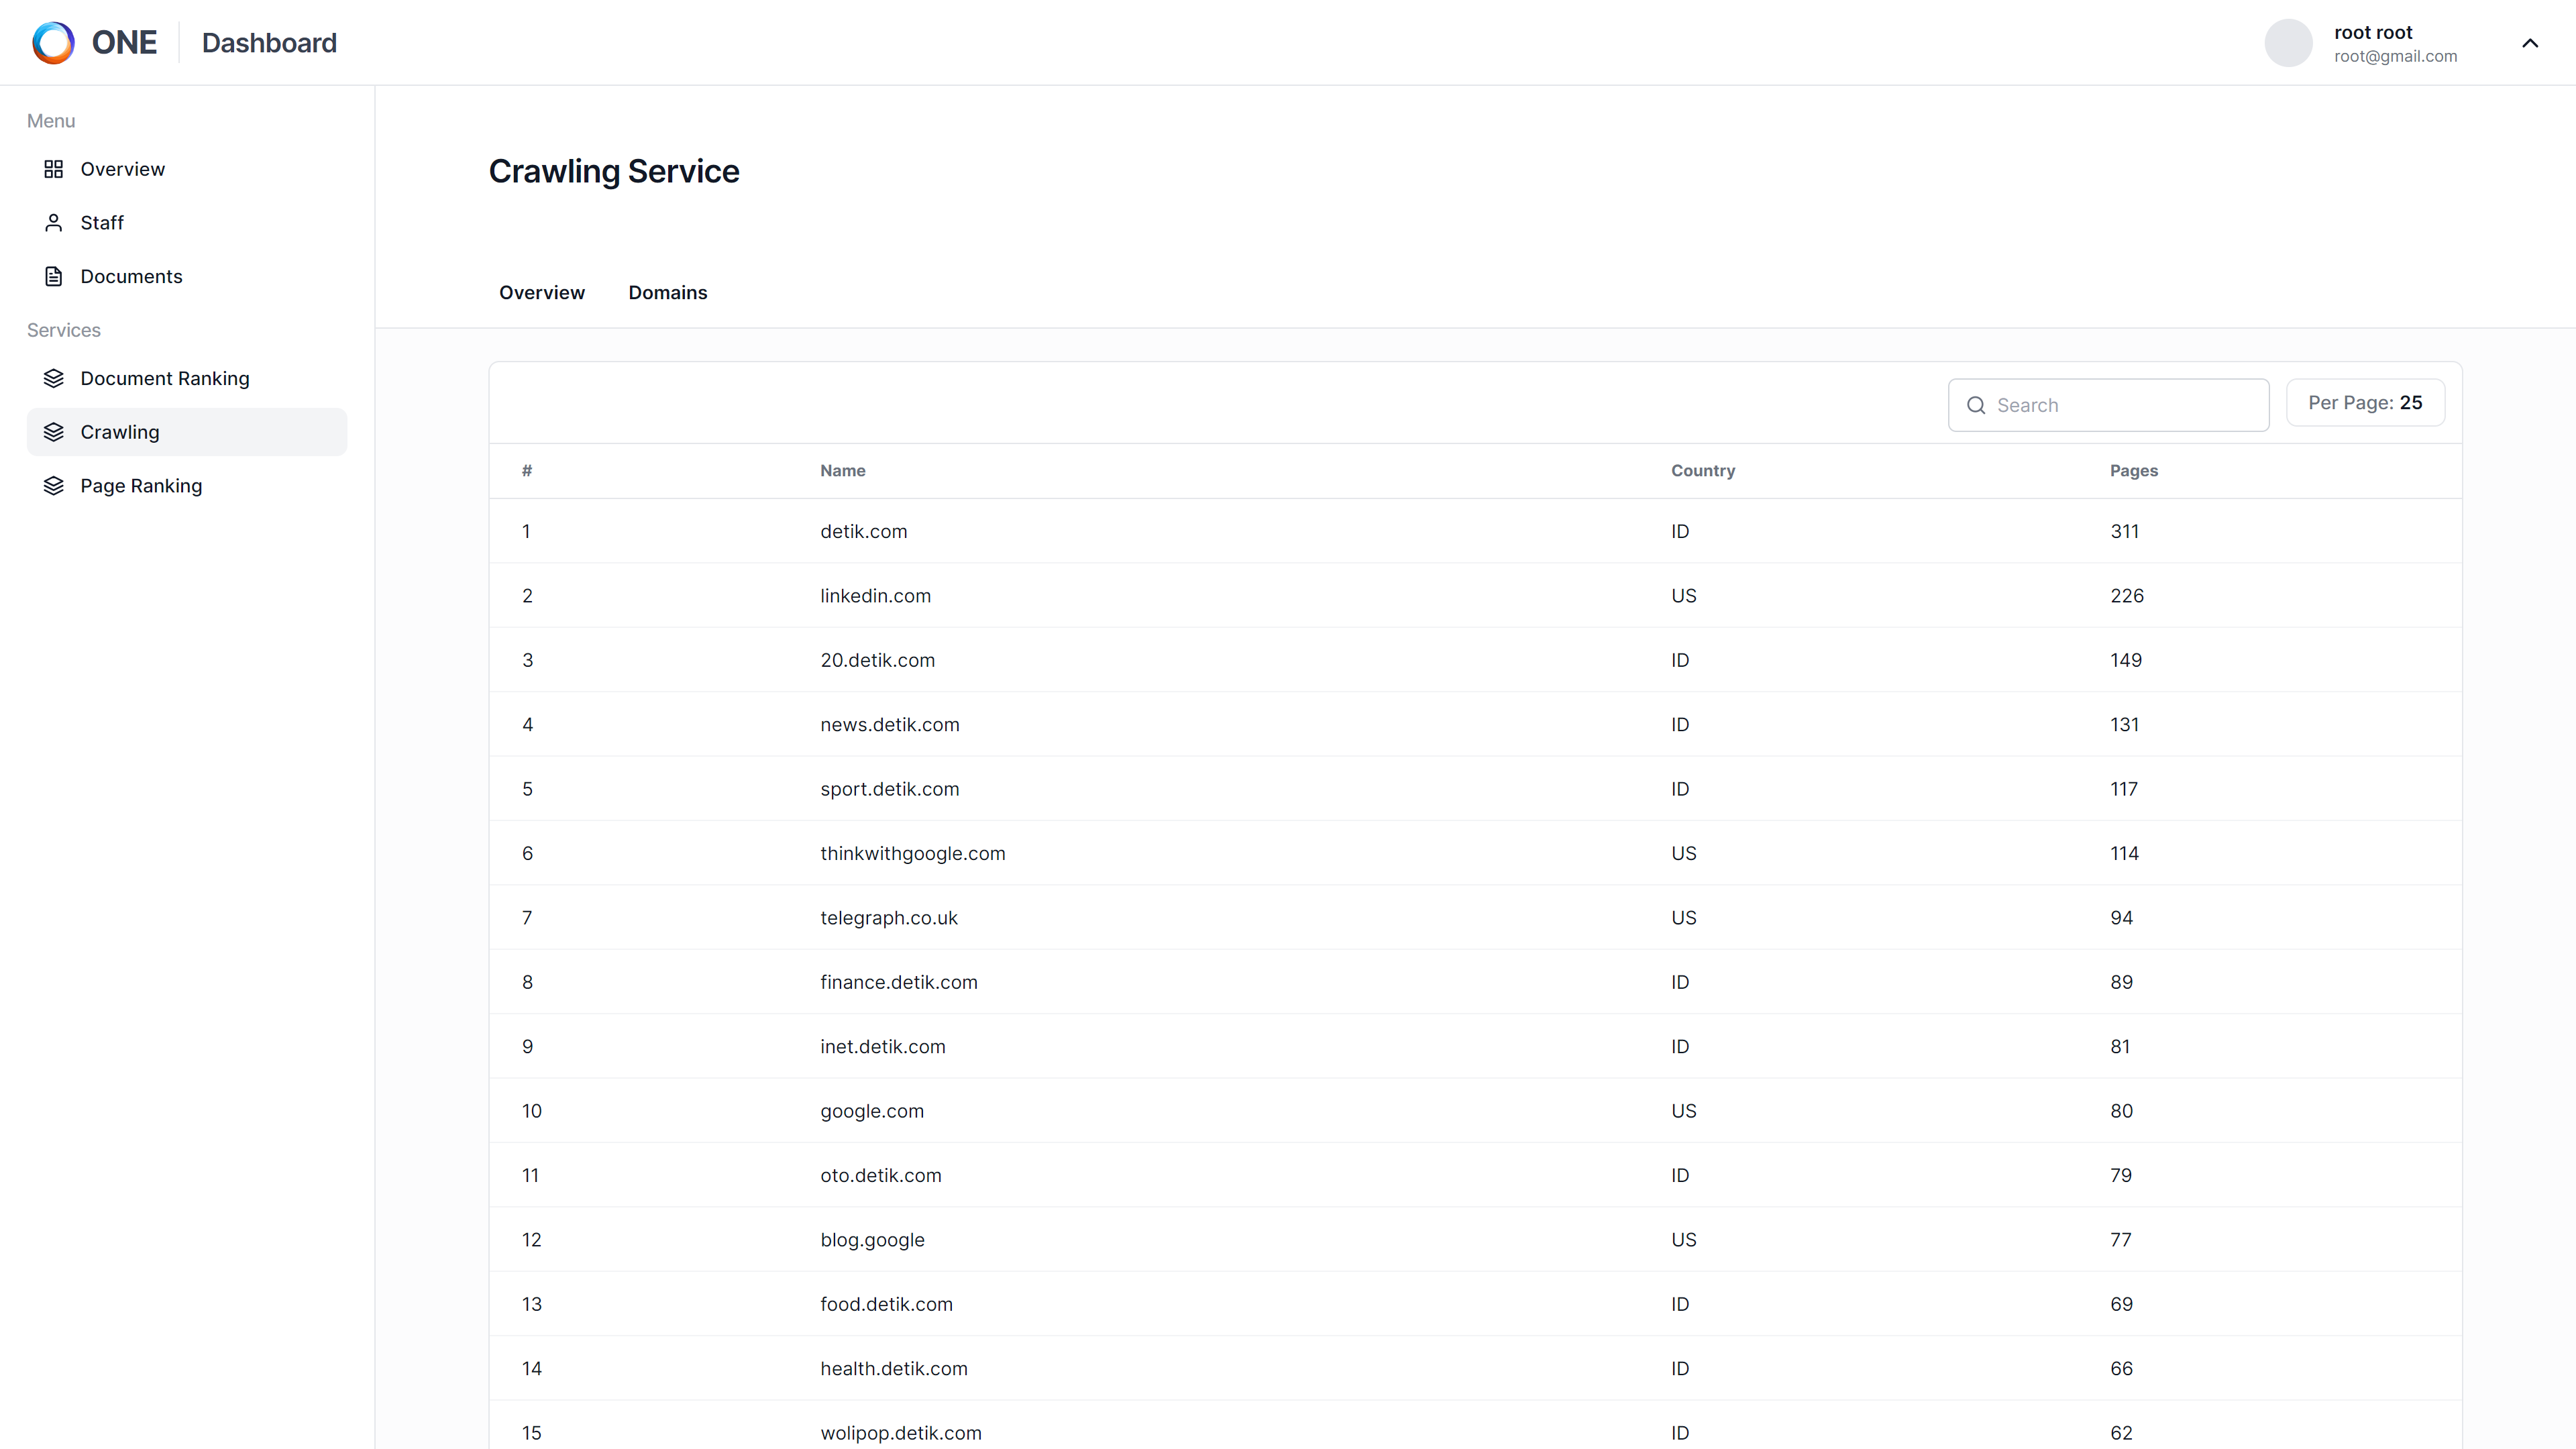 ONE
Dashboard
root root
root@gmail.com
Menu
Overview
Staff
Documents
Services
Document Ranking
Crawling
Page Ranking
Crawling Service
Overview Domains
Search
Per Page: 25
# Name Country Pages
1 detik.com ID 311
2 linkedin.com US 226
3 20.detik.com ID 149
4 news.detik.com ID 131
5 sport.detik.com ID 117
6 thinkwithgoogle.com US 114
7 telegraph.co.uk US 94
8 finance.detik.com ID 89
9 inet.detik.com ID 81
10 google.com US 80
11 oto.detik.com ID 79
12 blog.google US 77
13 food.detik.com ID 69
14 health.detik.com ID 66
15 wolipop.detik.com ID 62